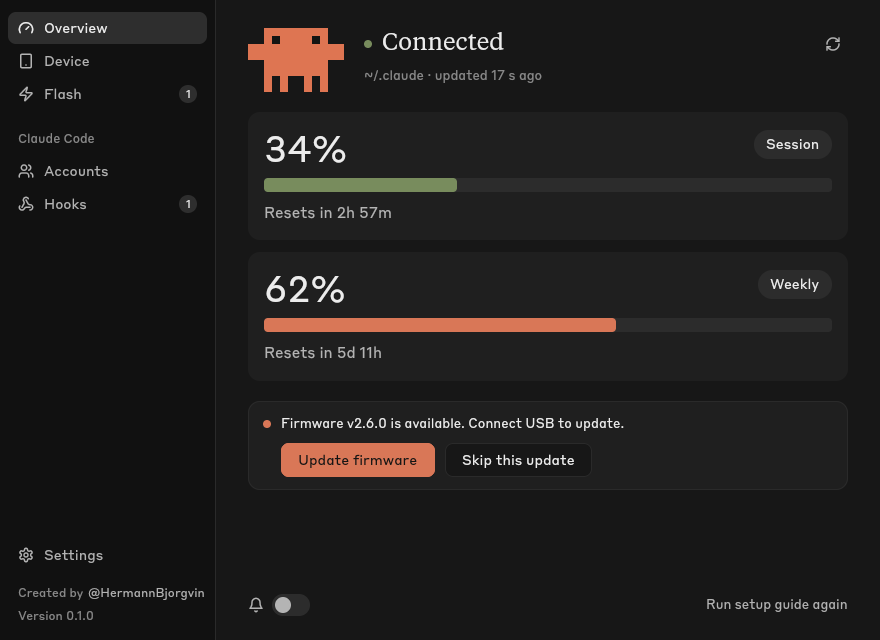 Overview
Device
Flash
1
Claude Code
Accounts
Hooks
1
Settings
Created by @HermannBjorgvin
Version 0.1.0
Connected
~/.claude · updated 17 s ago
34%
Session
Resets in 2h 57m
62%
Weekly
Resets in 5d 11h
Firmware v2.6.0 is available. Connect USB to update.
Update firmware
Skip this update
Run setup guide again